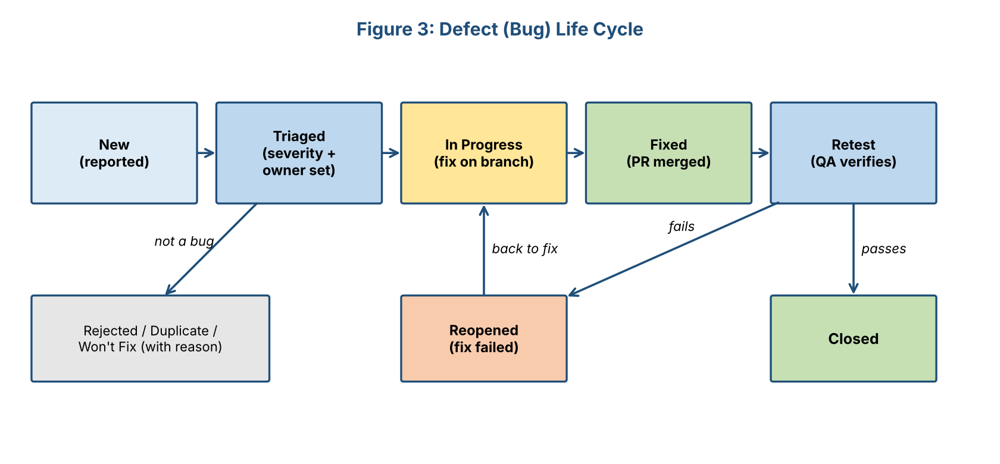 Figure 3: Defect (Bug) Life Cycle
New
(reported)
Triaged
(severity +
owner set)
In Progress
(fix on branch)
Fixed
(PR merged)
Retest
(QA verifies)
not a bug
back to fix
fails
passes
Rejected / Duplicate /
Won't Fix (with reason)
Reopened
(fix failed)
Closed